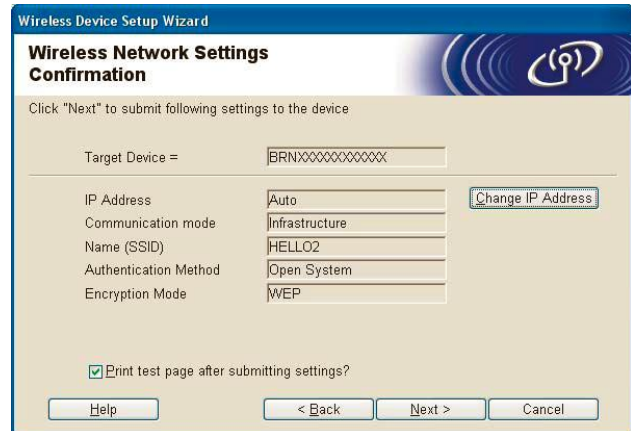 Wireless Device Setup Wizard
Wireless Network Settings
Confirmation
Click "Next" to submit following settings to the device
Target Device = BRNXXXXXXXXXXXX
IP Address Auto Change IP Address
Communication mode Infrastructure
Name (SSID) HELLO2
Authentication Method Open System
Encryption Mode WEP
Print test page after submitting settings?
Help < Back Next > Cancel